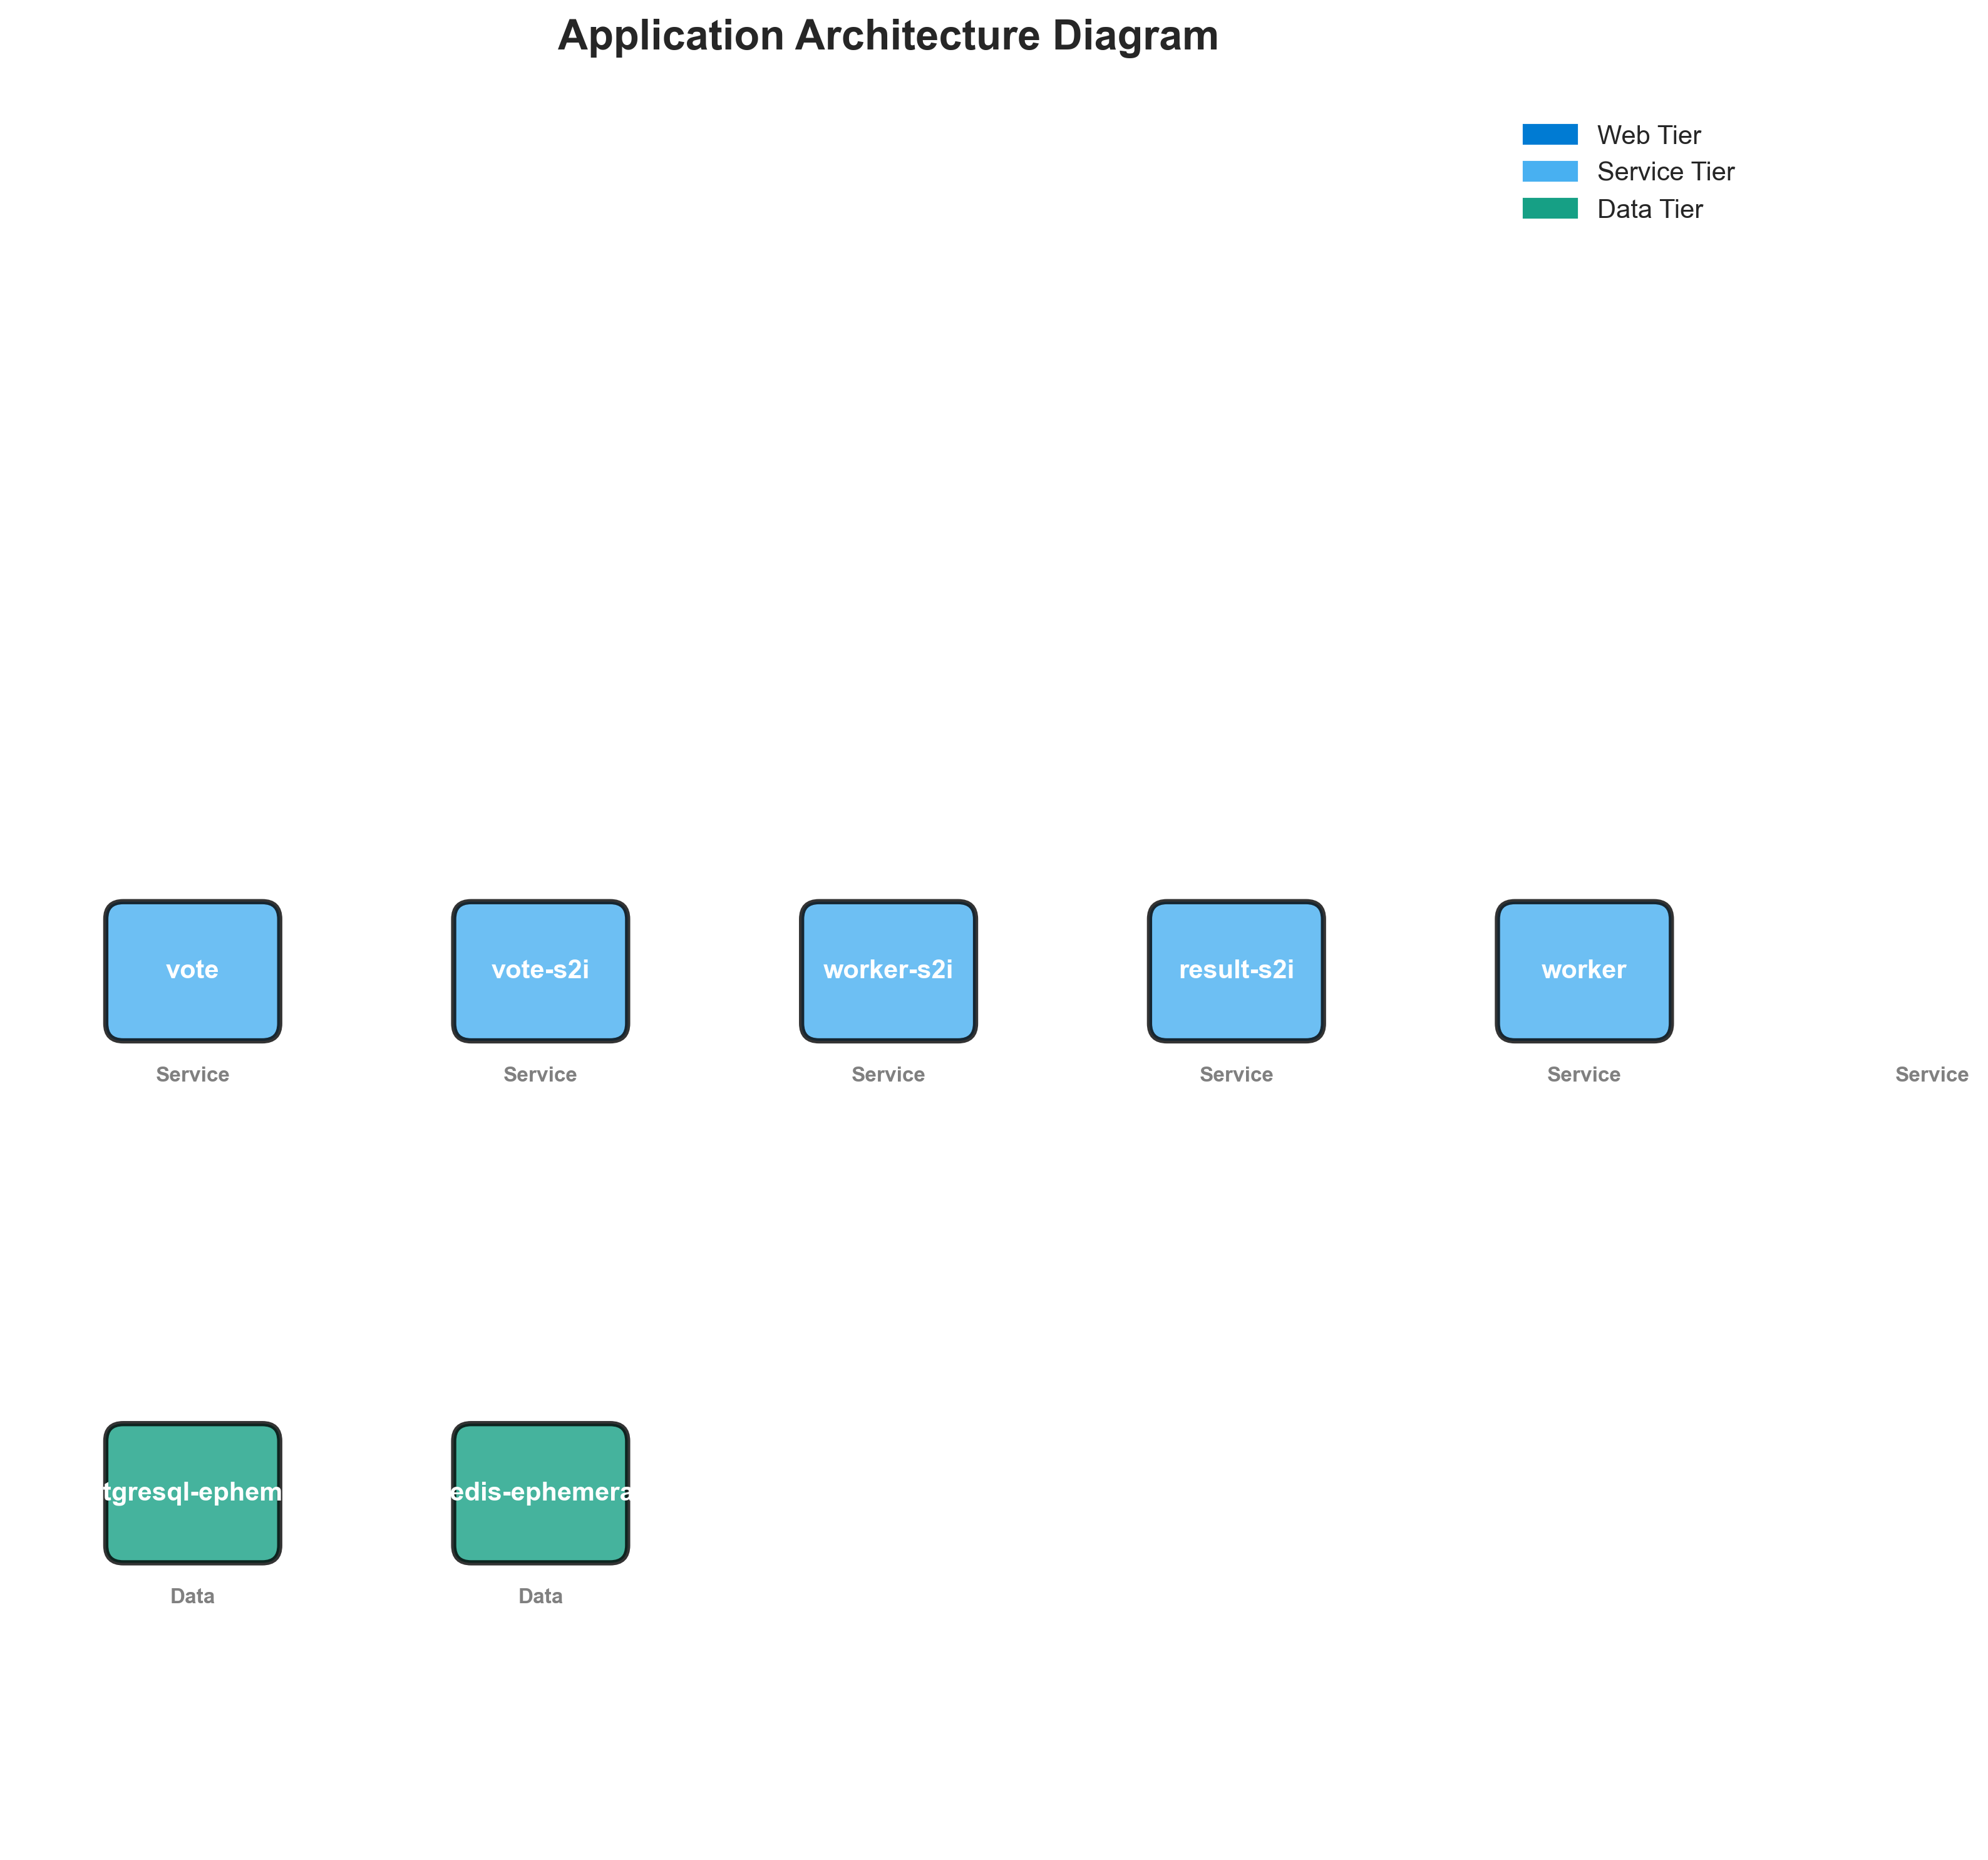 Application Architecture Diagram
Web Tier
Service Tier
Data Tier
vote
vote-s2i
worker-s2i
result-s2i
worker
Service
Service
Service
Service
Service
Service
tgresql-ephem
edis-ephemera
Data
Data